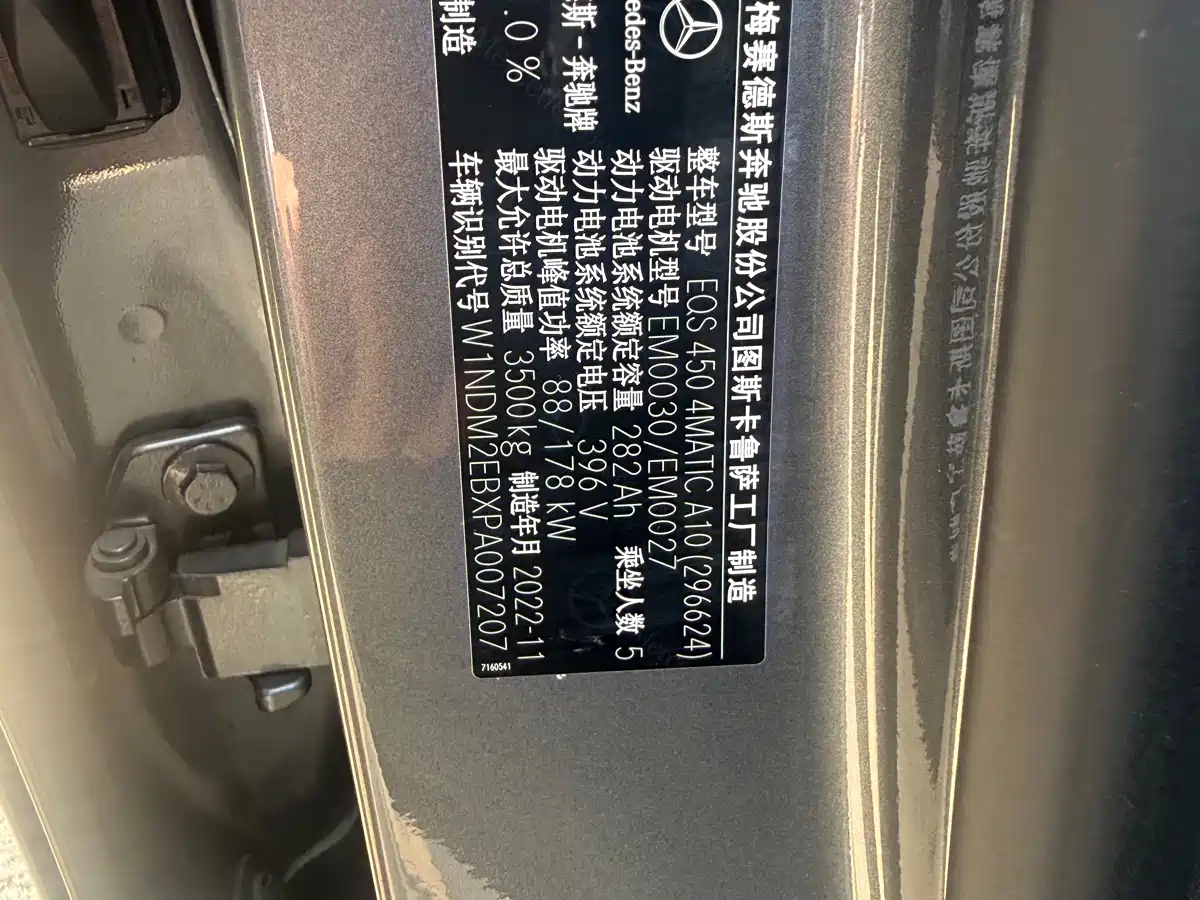 梅赛德斯奔驰股份公司图斯卡鲁萨工厂制造
edes-Benz
斯-奔驰牌
.0%
制造
整车型号 EQS 450 4MATIC A10 (296624)
驱动电机型号 EM0030/EM0027
动力电池系统额定容量 282 Ah 乘坐人数 5
动力电池系统额定电压 396 V
驱动电机峰值功率 88/178 kW
最大允许总质量 3500kg 制造年月 2022-11
车辆识别代号 W1NDM2EBXPA007207
7160541